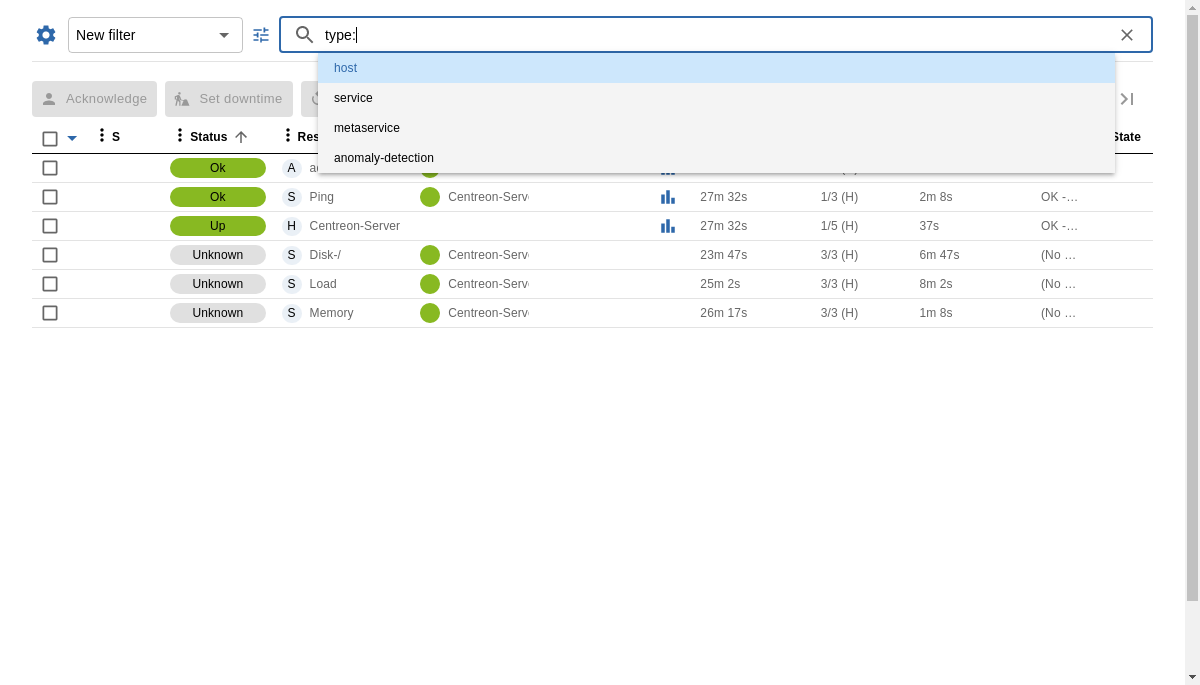 New filter
type:
host
service
metaservice
anomaly-detection
Acknowledge
Set downtime
S
Status
State
Ok
A
Ok
S
Ping
Centreon-Serv
27m 32s
1/3 (H)
2m 8s
OK -…
Up
H
Centreon-Server
27m 32s
1/5 (H)
37s
OK -…
Unknown
S
Disk-/
Centreon-Serv
23m 47s
3/3 (H)
6m 47s
(No …
Unknown
S
Load
Centreon-Serv
25m 2s
3/3 (H)
8m 2s
(No …
Unknown
S
Memory
Centreon-Serv
26m 17s
3/3 (H)
1m 8s
(No …